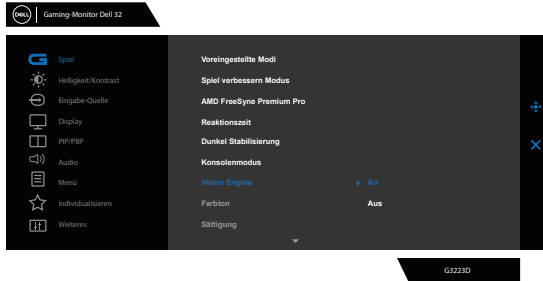 DELL Gaming-Monitor Dell 32
Spiel
Helligkeit/Kontrast
Eingabe-Quelle
Display
PIP/PBP
Audio
Menü
Individualisieren
Weiteres
Voreingestellte Modi
Spiel verbessern Modus
AMD FreeSync Premium Pro
Reaktionszeit
Dunkel Stabilisierung
Konsolenmodus
Vision Engine An
Farbton Aus
Sättigung
G3223D